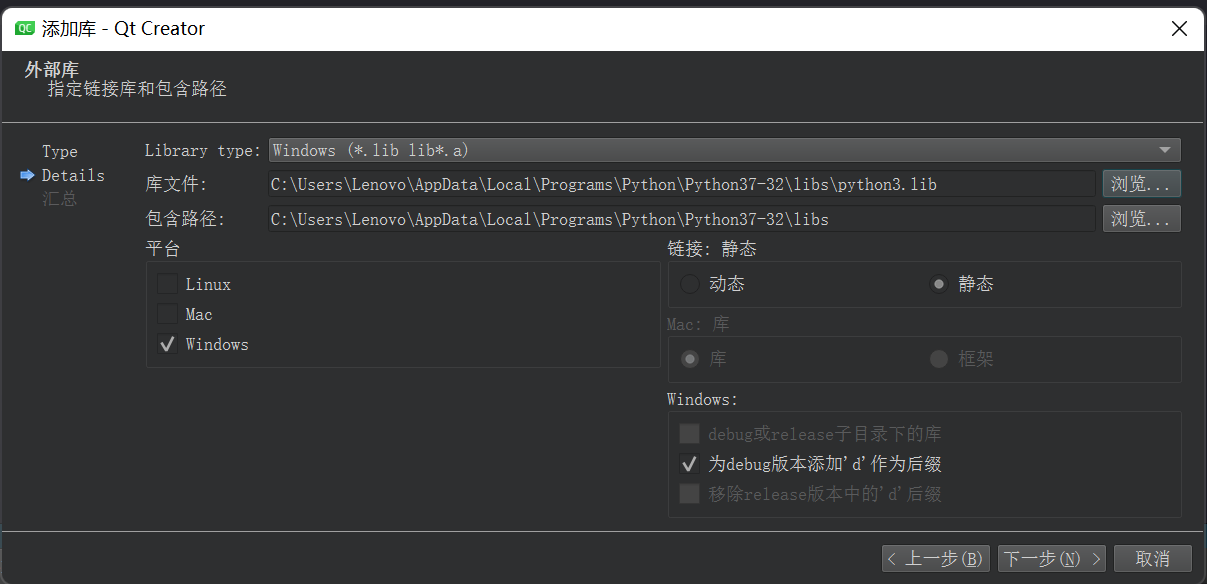 QC 添加库 - Qt Creator
外部库
指定链接库和包含路径
Type
Details
汇总
Library type: Windows (*.lib lib*.a)
库文件: C:\Users\Lenovo\AppData\Local\Programs\Python\Python37-32\libs\python3.lib 浏览...
包含路径: C:\Users\Lenovo\AppData\Local\Programs\Python\Python37-32\libs 浏览...
平台
Linux
Mac
Windows
链接: 静态
动态 静态
Mac: 库
库 框架
Windows:
debug或release子目录下的库
为debug版本添加'd'作为后缀
移除release版本中的'd'后缀
< 上一步(B) 下一步(N) > 取消